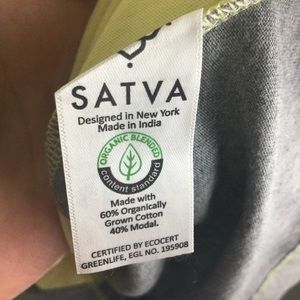 SATVA
Designed in New York
Made in India
ORGANIC BLENDED
content standard
Made with
60% Organically
Grown Cotton
40% Modal.
CERTIFIED BY ECOCERT
GREENLIFE, EGL NO. 195908